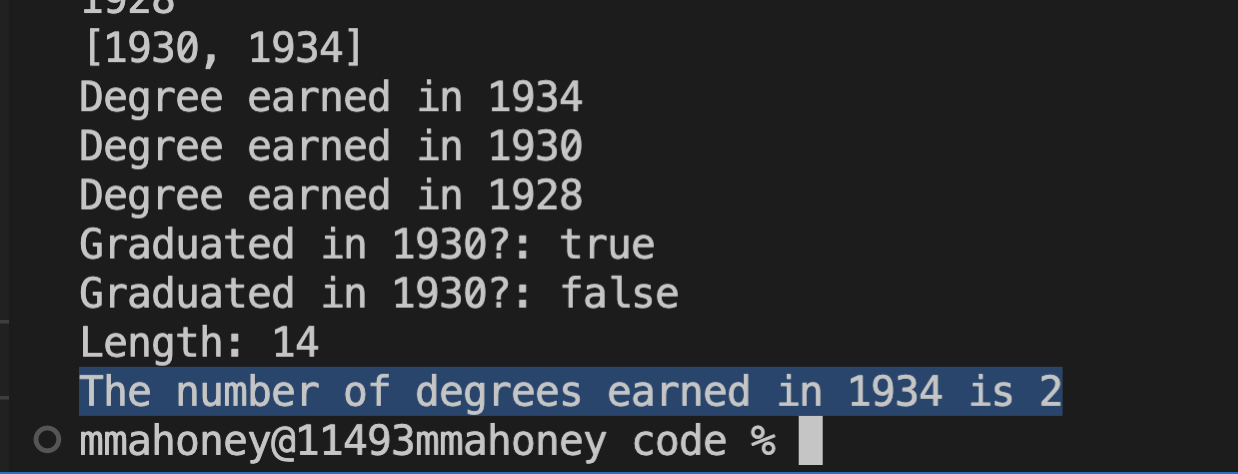 1928
[1930, 1934]
Degree earned in 1934
Degree earned in 1930
Degree earned in 1928
Graduated in 1930?: true
Graduated in 1930?: false
Length: 14
The number of degrees earned in 1934 is 2
mmahoney@11493mmahoney code %